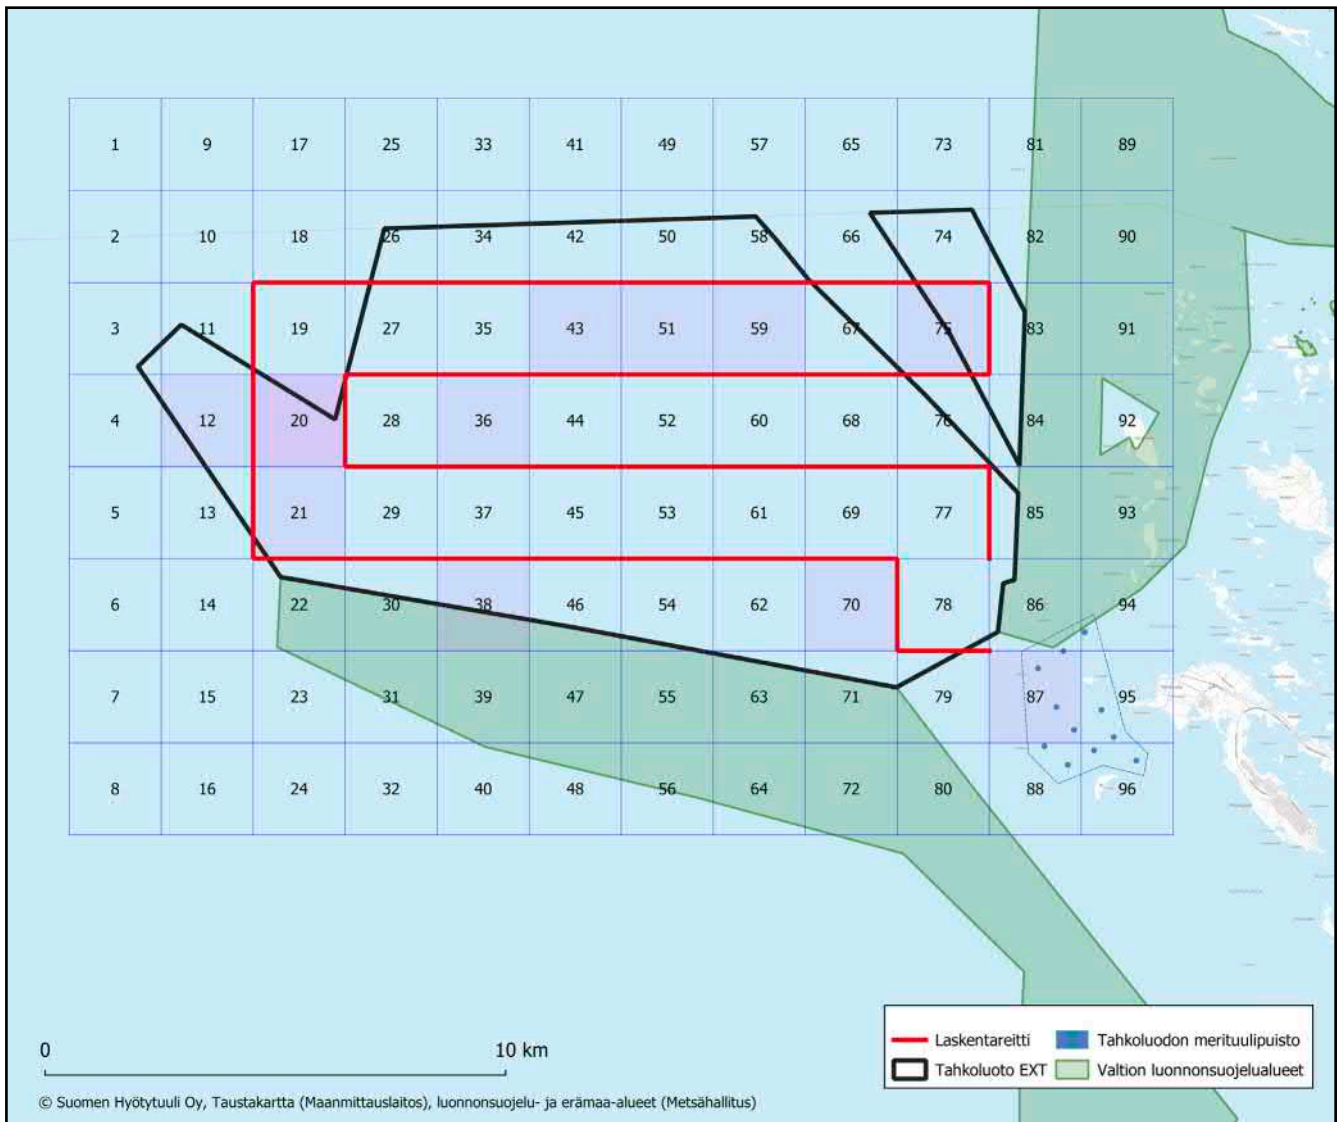 1 9 17 25 33 41 49 57 65 73 81 89
2 10 18 26 34 42 50 58 66 74 82 90
3 11 19 27 35 43 51 59 67 75 83 91
4 12 20 28 36 44 52 60 68 76 84 92
5 13 21 29 37 45 53 61 69 77 85 93
6 14 22 30 38 46 54 62 70 78 86 94
7 15 23 31 39 47 55 63 71 79 87 95
8 16 24 32 40 48 56 64 72 80 88 96
0 10 km
Laskentareitti Tahkoluodon merituulipuisto
Tahkoluoto EXT Valtion luonnonsuojelualueet
© Suomen Hyötytuuli Oy, Taustakartta (Maanmittauslaitos), luonnonsuojelu- ja erämaa-alueet (Metsähallitus)